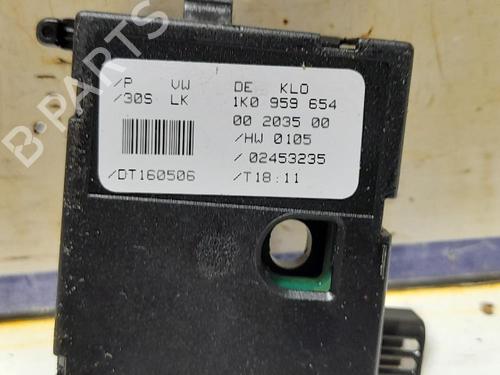 /P VW DE KLO
/30S LK 1K0 959 654
00 2035 00
/HW 0105
/02453235
/DT160506 /T18:11
B-PARTS